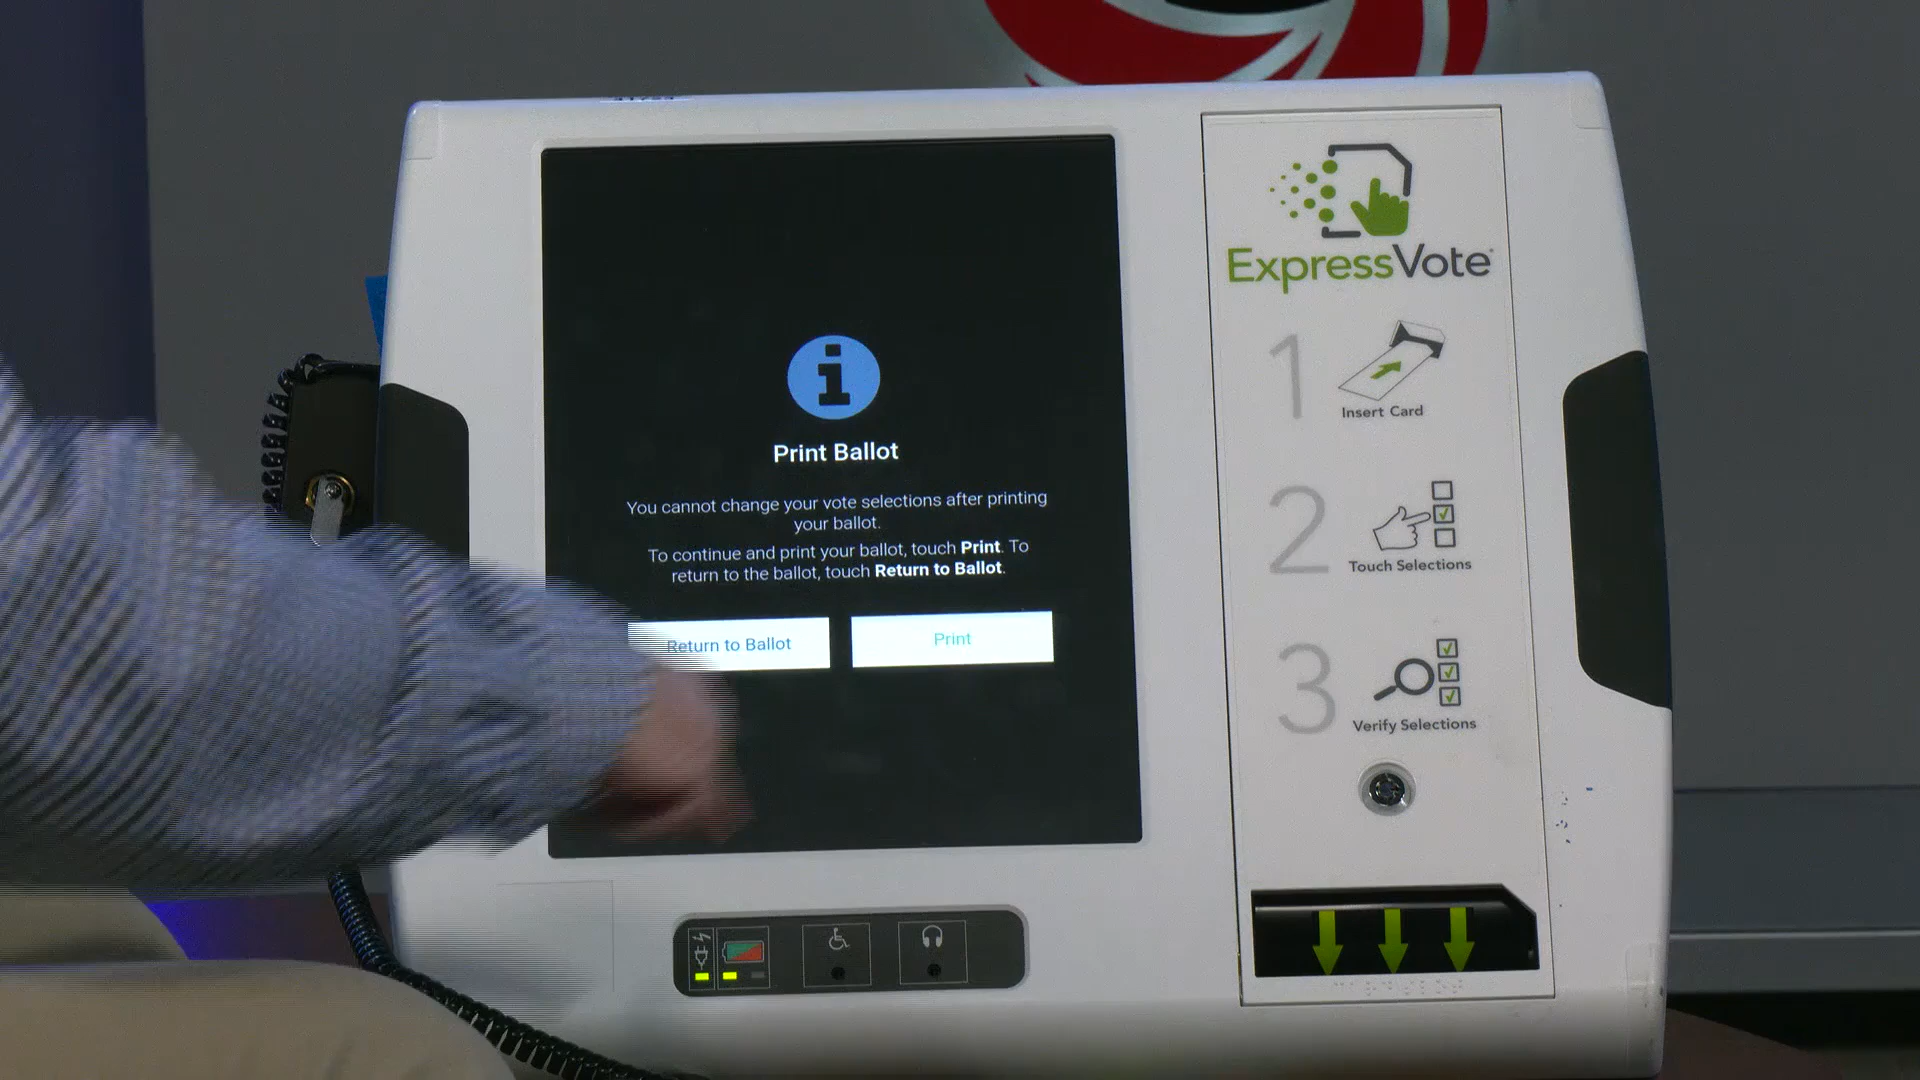 Print Ballot
You cannot change your vote selections after printing
your ballot.
To continue and print your ballot, touch Print. To
return to the ballot, touch Return to Ballot.
Return to Ballot
Print
ExpressVote
1
Insert Card
2
Touch Selections
3
Verify Selections